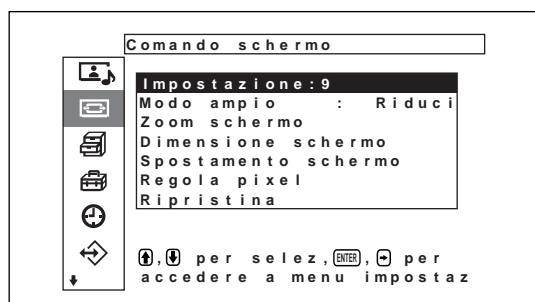 Comando schermo
Impostazione:9
Modo ampio : Riduci
Zoom schermo
Dimensione schermo
Spostamento schermo
Regola pixel
Ripristina
, per selez, ENTER, per
accedere a menu impostaz